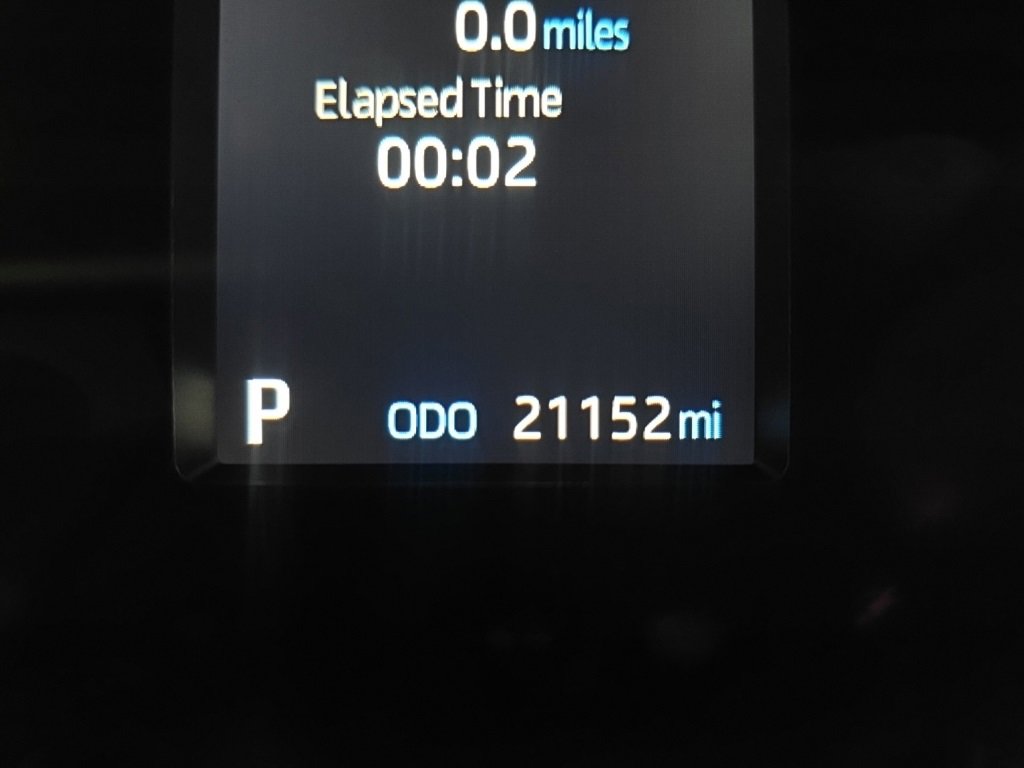 0.0 miles
Elapsed Time
00:02
P ODO 21152 mi